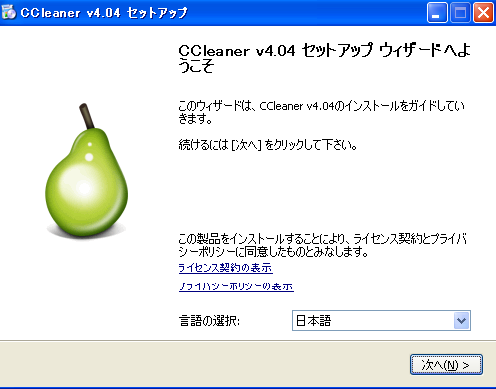 CCleaner v4.04 セットアップ
CCleaner v4.04 セットアップ ウィザードへよ
うこそ
このウィザードは、CCleaner v4.04のインストールをガイドしてい
きます。
続けるには [次へ] をクリックして下さい。
この製品をインストールすることにより、ライセンス契約とプライバ
シーポリシーに同意したものとみなします。
ライセンス契約の表示
プライバシーポリシーの表示
言語の選択: 日本語
次へ(N) >